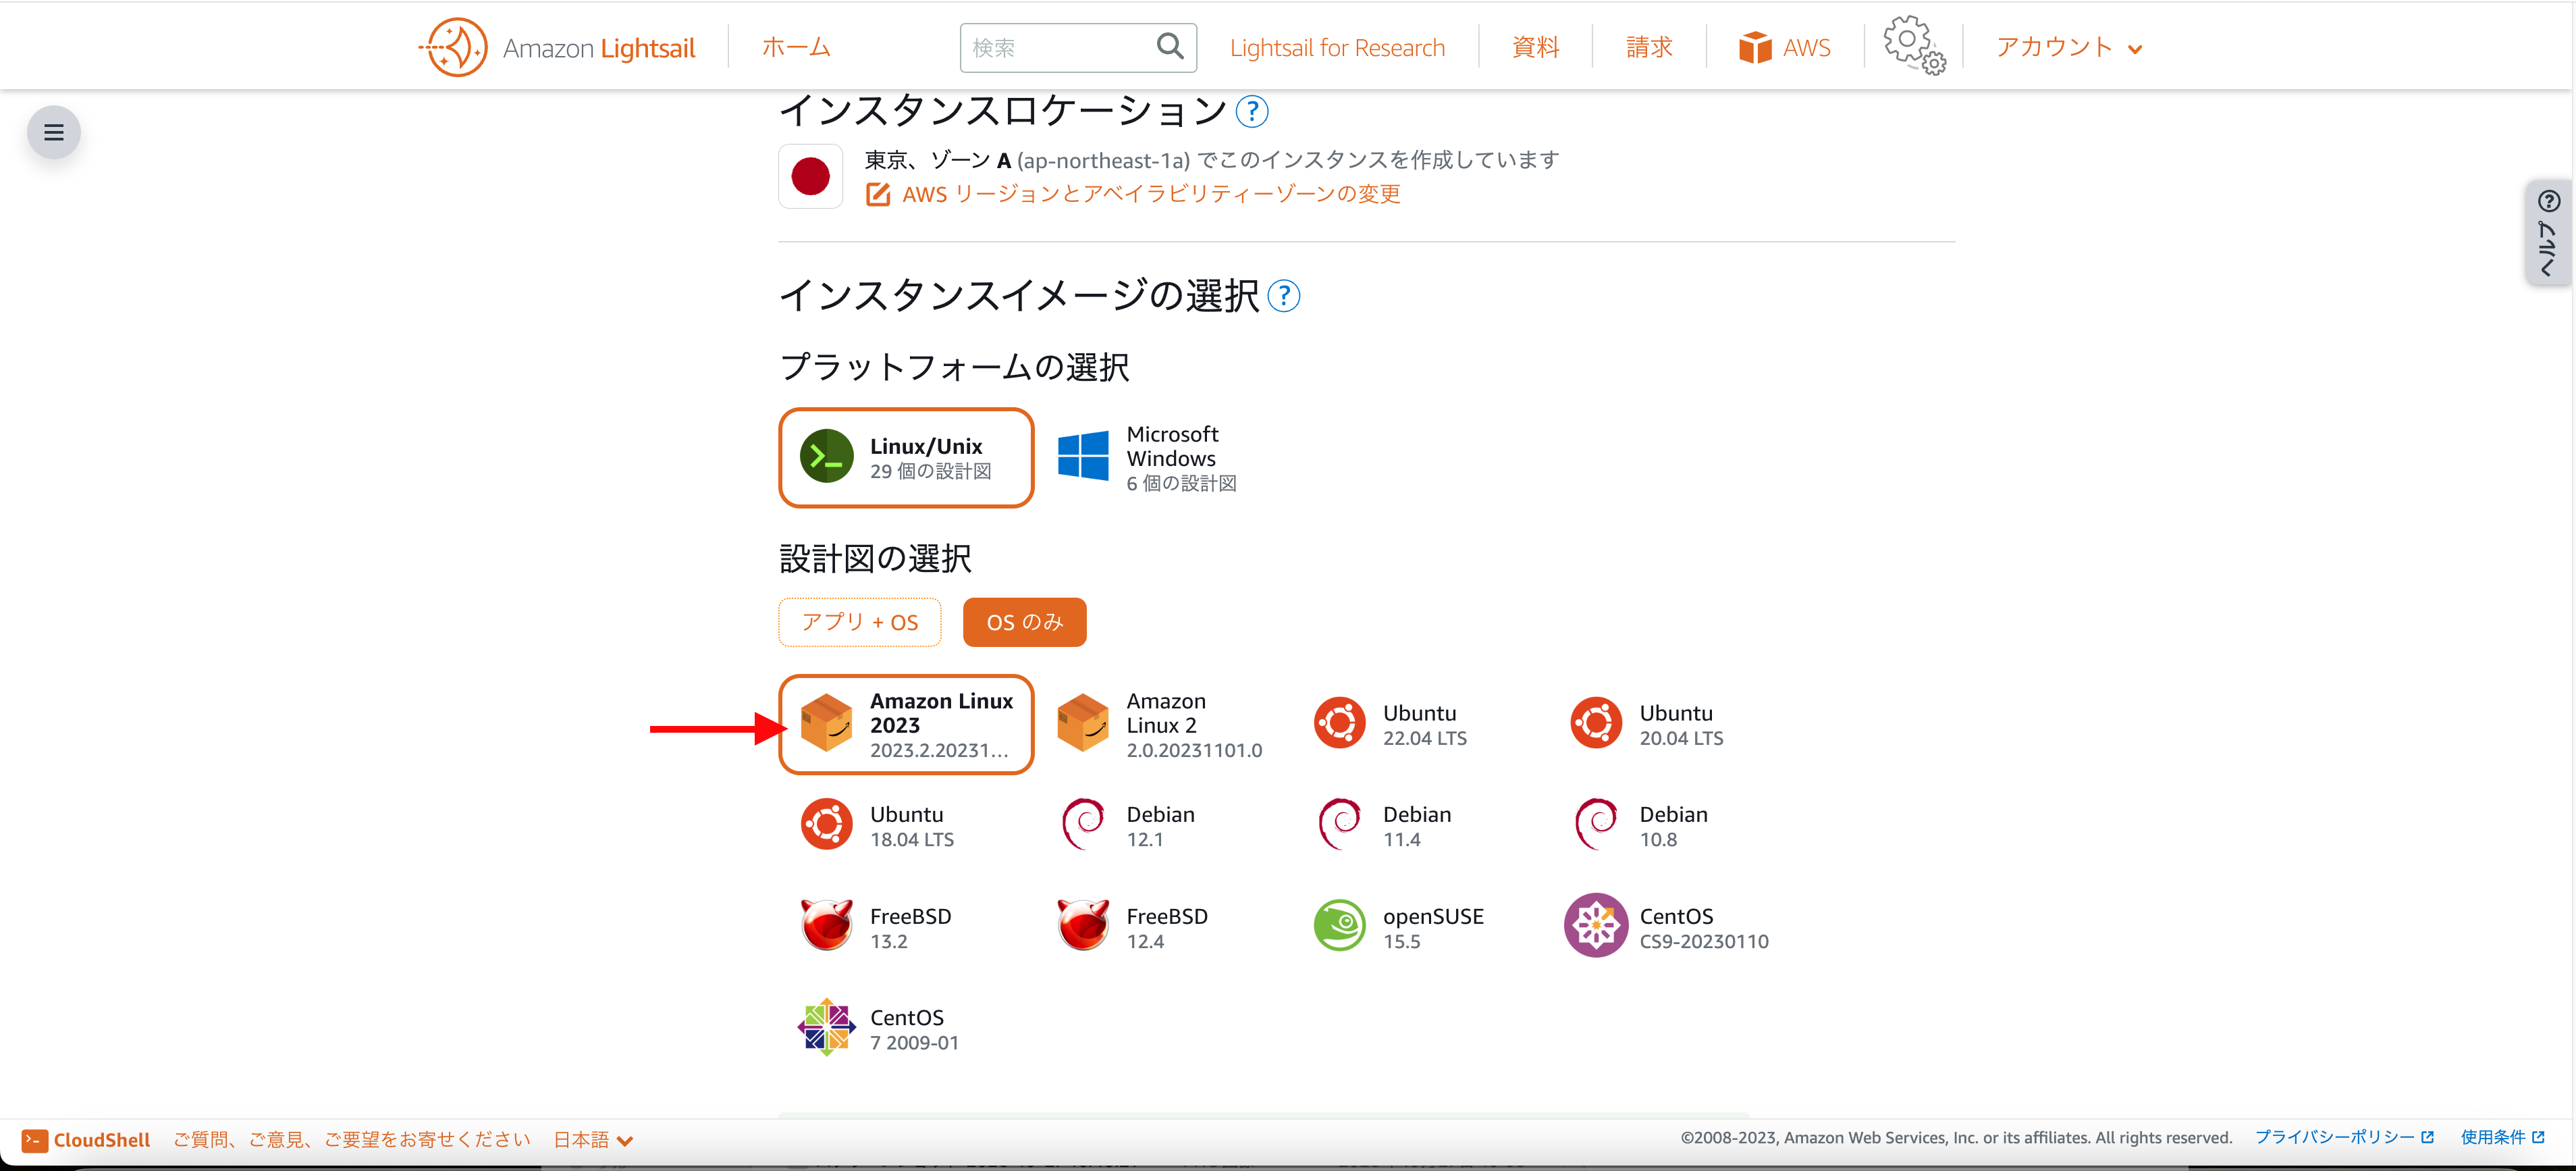 Amazon Lightsail
ホーム
検索
Lightsail for Research
資料
請求
AWS
アカウント
インスタンスロケーション ?
東京、ゾーン A (ap-northeast-1a) でこのインスタンスを作成しています
AWS リージョンとアベイラビリティーゾーンの変更
ヘルプ
インスタンスイメージの選択 ?
プラットフォームの選択
Linux/Unix
29 個の設計図
Microsoft
Windows
6 個の設計図
設計図の選択
アプリ + OS
OS のみ
Amazon Linux
2023
2023.2.20231...
Amazon
Linux 2
2.0.20231101.0
Ubuntu
22.04 LTS
Ubuntu
20.04 LTS
Ubuntu
18.04 LTS
Debian
12.1
Debian
11.4
Debian
10.8
FreeBSD
13.2
FreeBSD
12.4
openSUSE
15.5
CentOS
CS9-20230110
CentOS
7 2009-01
CloudShell
ご質問、ご意見、ご要望をお寄せください
日本語
©2008-2023, Amazon Web Services, Inc. or its affiliates. All rights reserved.
プライバシーポリシー
使用条件